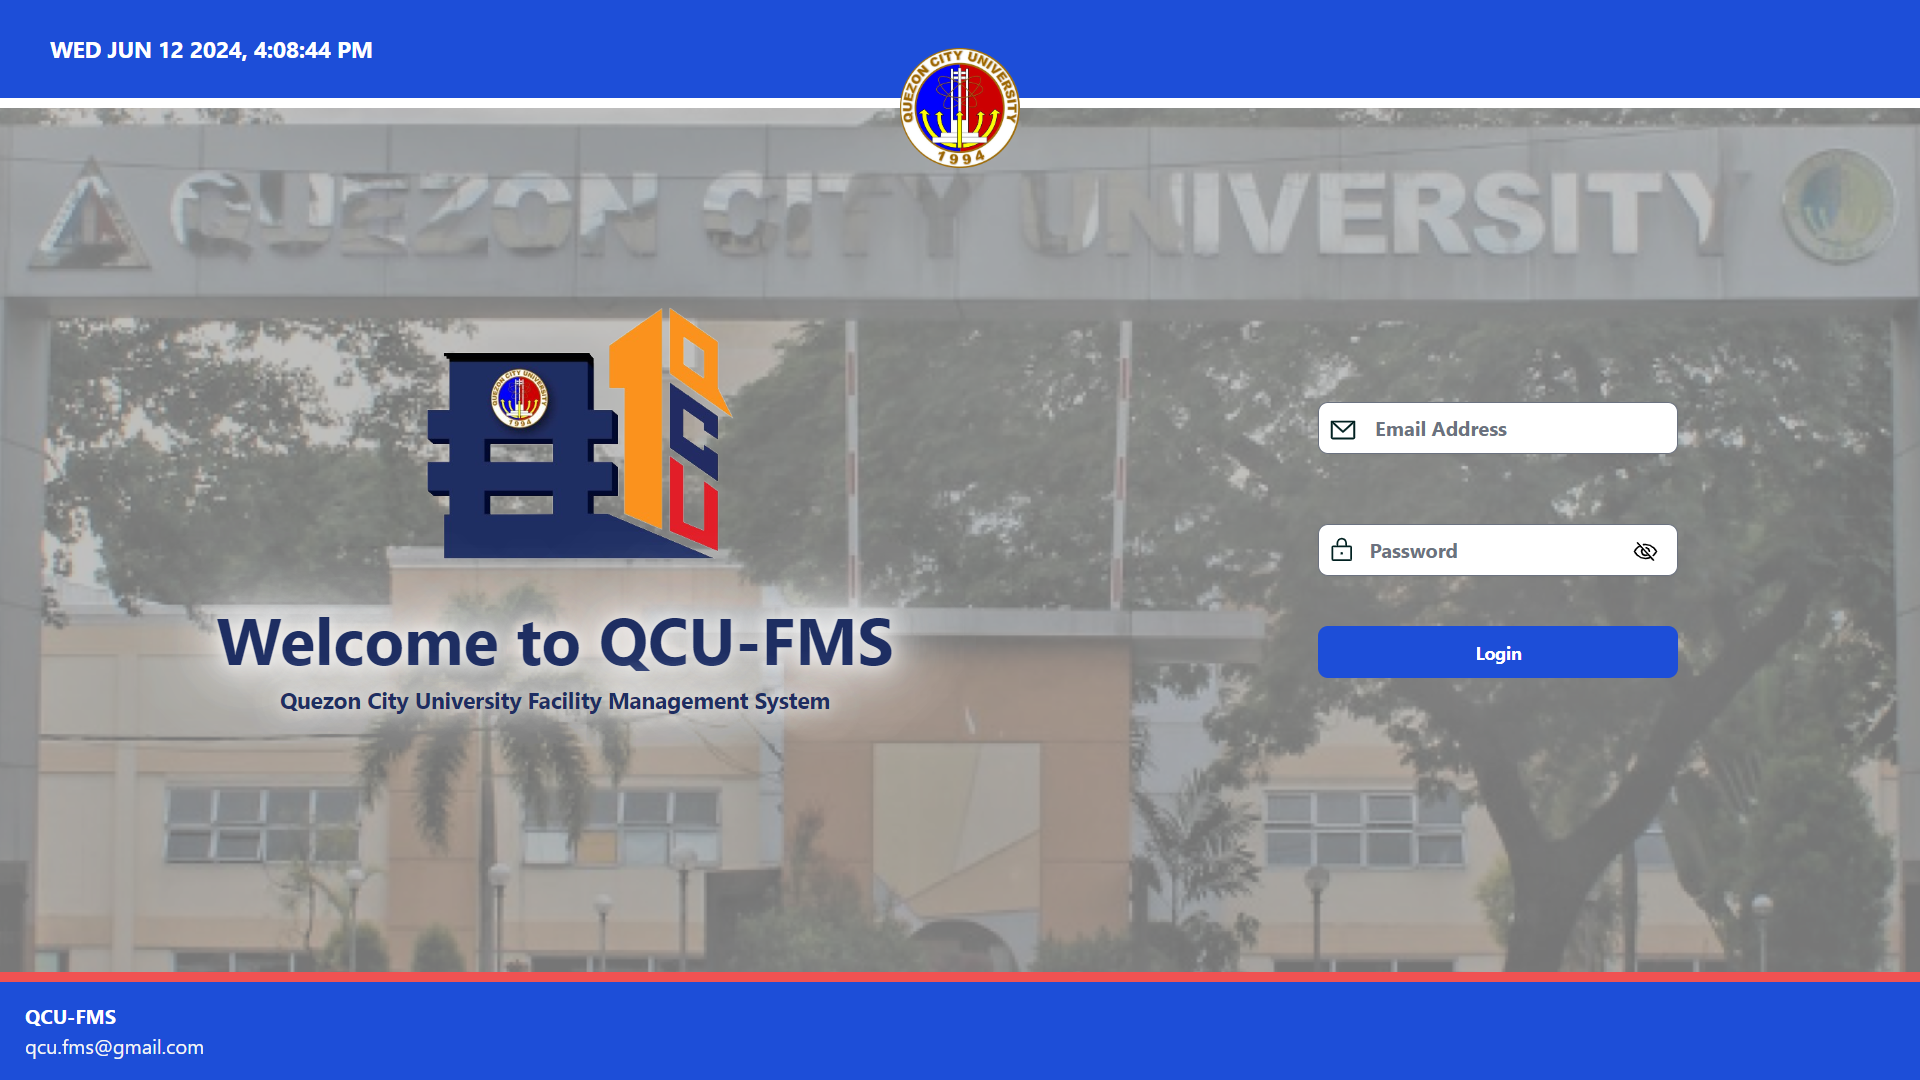 WED JUN 12 2024, 4:08:44 PM
QUEZON CITY UNIVERSITY
1994
QUEZON CITY UNIVERSITY
QUEZON CITY UNIVERSITY
1994
QCU
Welcome to QCU-FMS
Quezon City University Facility Management System
Email Address
Password
Login
QCU-FMS
qcu.fms@gmail.com